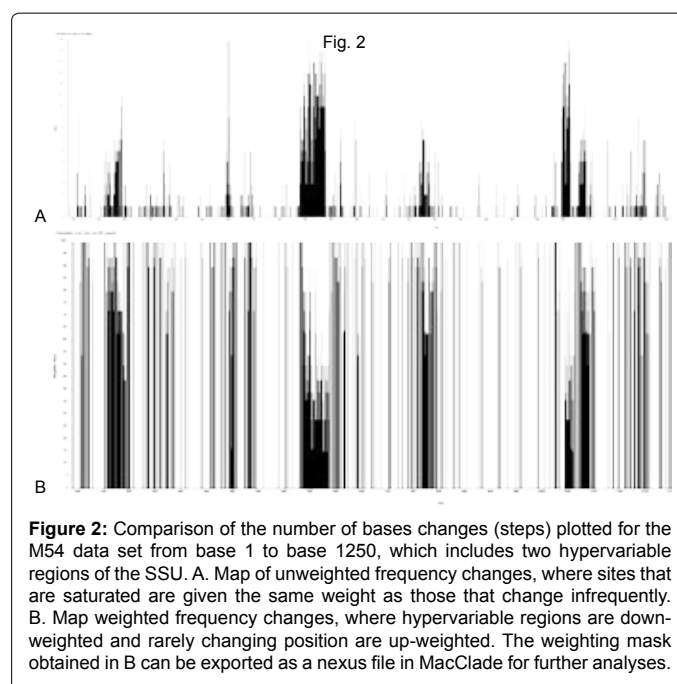 Fig. 2
A
B
Figure 2: Comparison of the number of bases changes (steps) plotted for the
M54 data set from base 1 to base 1250, which includes two hypervariable
regions of the SSU. A. Map of unweighted frequency changes, where sites that
are saturated are given the same weight as those that change infrequently.
B. Map weighted frequency changes, where hypervariable regions are down-
weighted and rarely changing position are up-weighted. The weighting mask
obtained in B can be exported as a nexus file in MacClade for further analyses.